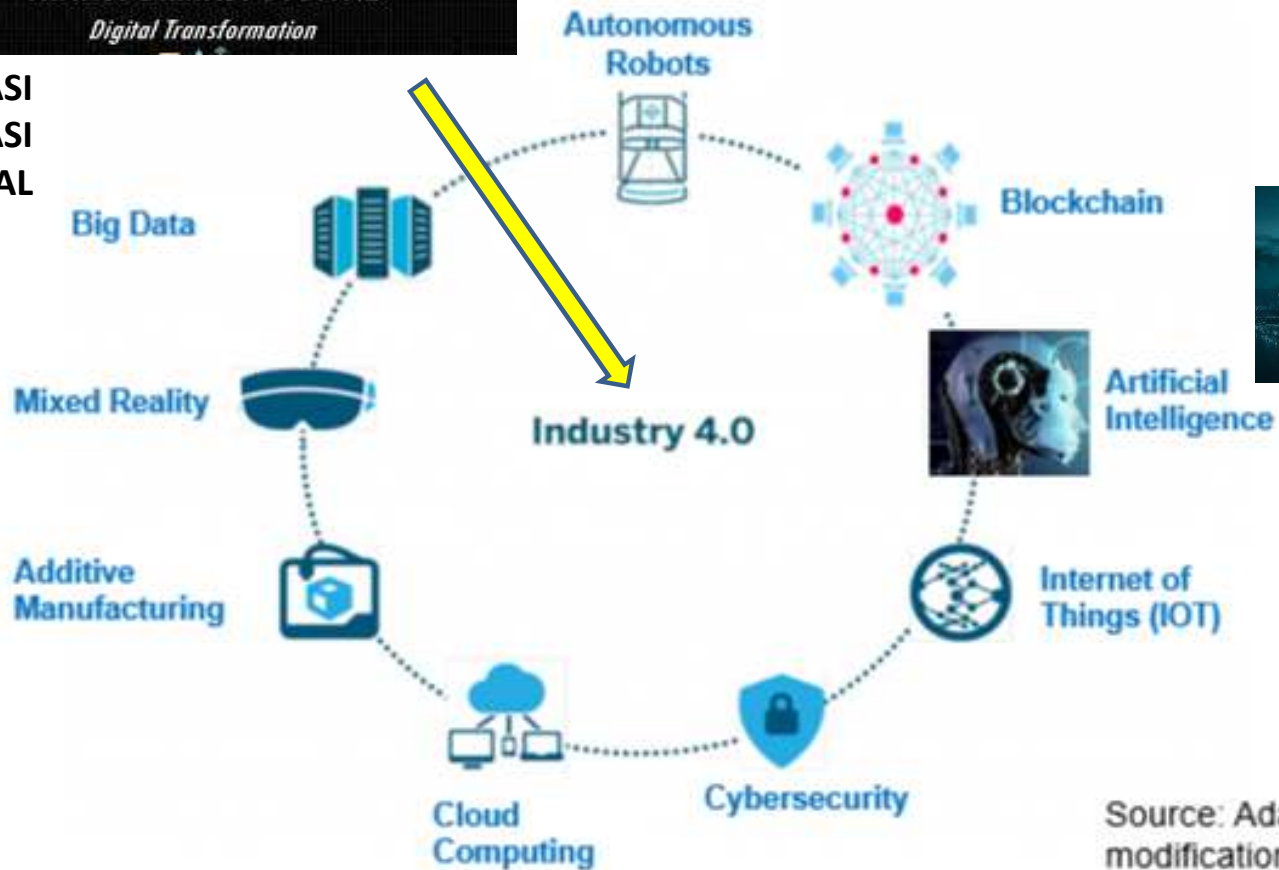 Digital Transformation
ASI
ASI
AL
Autonomous
Robots
Big Data
Blockchain
Mixed Reality
Artificial
Intelligence
Industry 4.0
Additive
Manufacturing
Internet of
Things (IOT)
Cybersecurity
Cloud
Computing
Source: Ada
modification